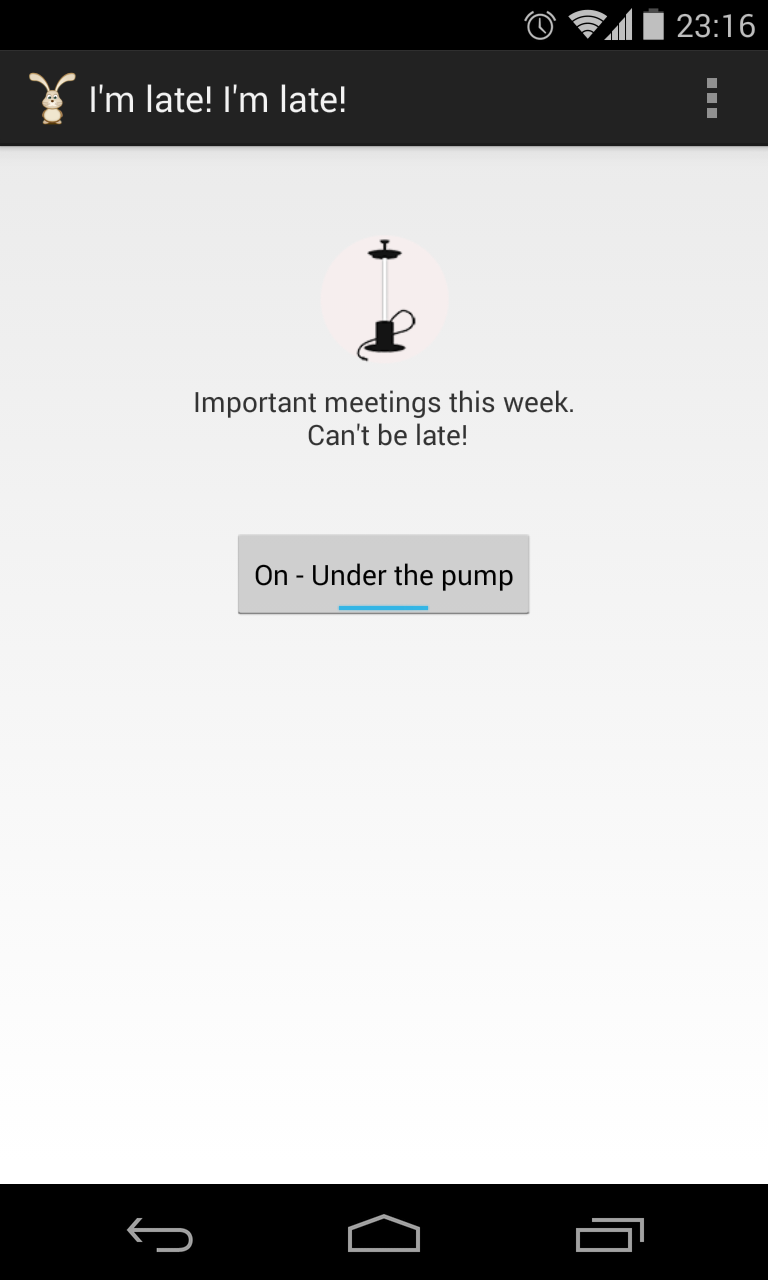 23:16
I'm late! I'm late!
Important meetings this week.
Can't be late!
On - Under the pump